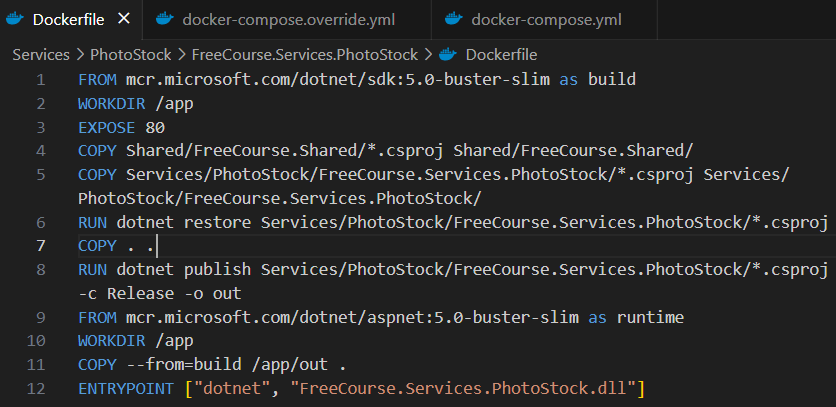 Dockerfile docker-compose.override.yml docker-compose.yml
Services > PhotoStock > FreeCourse.Services.PhotoStock > Dockerfile
1 FROM mcr.microsoft.com/dotnet/sdk:5.0-buster-slim as build
2 WORKDIR /app
3 EXPOSE 80
4 COPY Shared/FreeCourse.Shared/*.csproj Shared/FreeCourse.Shared/
5 COPY Services/PhotoStock/FreeCourse.Services.PhotoStock/*.csproj Services/
PhotoStock/FreeCourse.Services.PhotoStock/
6 RUN dotnet restore Services/PhotoStock/FreeCourse.Services.PhotoStock/*.csproj
7 COPY . .
8 RUN dotnet publish Services/PhotoStock/FreeCourse.Services.PhotoStock/*.csproj
-c Release -o out
9 FROM mcr.microsoft.com/dotnet/aspnet:5.0-buster-slim as runtime
10 WORKDIR /app
11 COPY --from=build /app/out .
12 ENTRYPOINT ["dotnet", "FreeCourse.Services.PhotoStock.dll"]